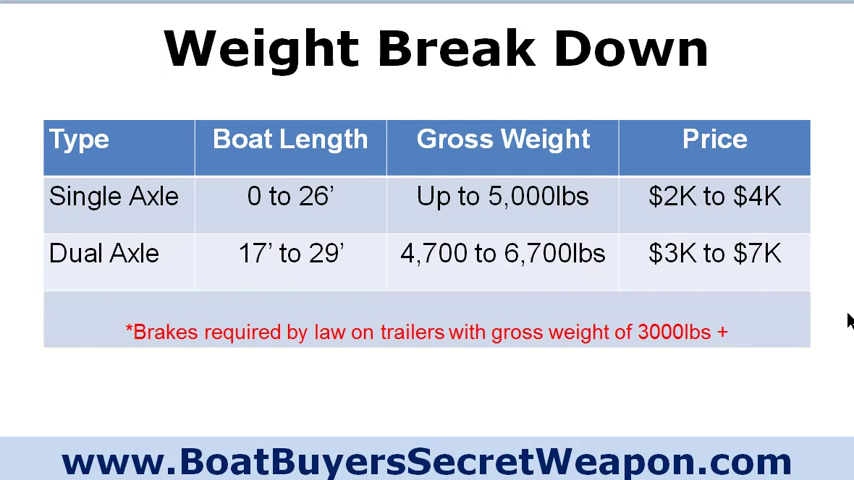 Weight Break Down
Type Boat Length Gross Weight Price
Single Axle 0 to 26’ Up to 5,000lbs $2K to $4K
Dual Axle 17’ to 29’ 4,700 to 6,700lbs $3K to $7K
*Brakes required by law on trailers with gross weight of 3000lbs +
www.BoatBuyersSecretWeapon.com